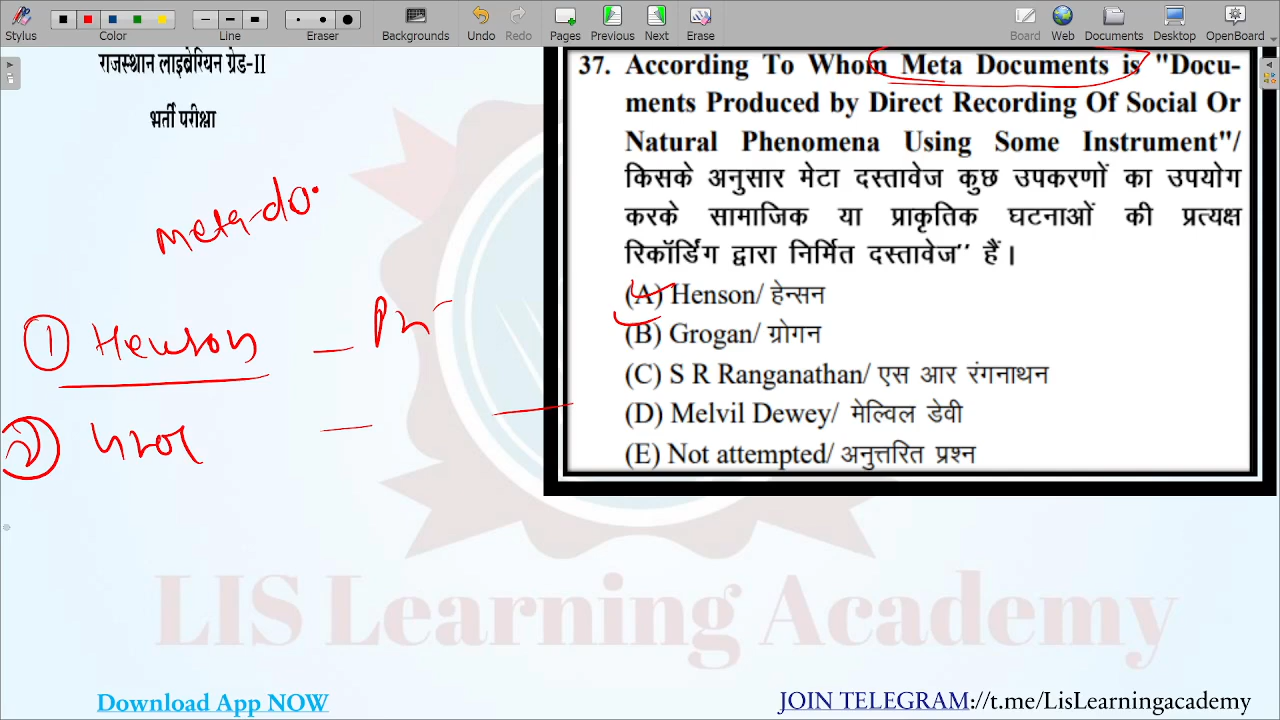 Stylus
Color
Line
Eraser
Backgrounds
Undo
Redo
Pages
Previous
Next
Erase
Board
Web
Documents
Desktop
OpenBoard
राजस्थान लाइब्रेरियन ग्रेड-II
भर्ती परीक्षा
meta-do
① Henson
②
37. According To Whom Meta Documents is "Docu-
ments Produced by Direct Recording Of Social Or
Natural Phenomena Using Some Instrument"/
किसके अनुसार मेटा दस्तावेज कुछ उपकरणों का उपयोग
करके सामाजिक या प्राकृतिक घटनाओं की प्रत्यक्ष
रिकॉर्डिंग द्वारा निर्मित दस्तावेज'' हैं।
(A) Henson/ हेन्सन
(B) Grogan/ ग्रोगन
(C) S R Ranganathan/ एस आर रंगनाथन
(D) Melvil Dewey/ मेल्विल डेवी
(E) Not attempted/ अनुत्तरित प्रश्न
LIS Learning Academy
Download App NOW
JOIN TELEGRAM://t.me/LisLearningacademy